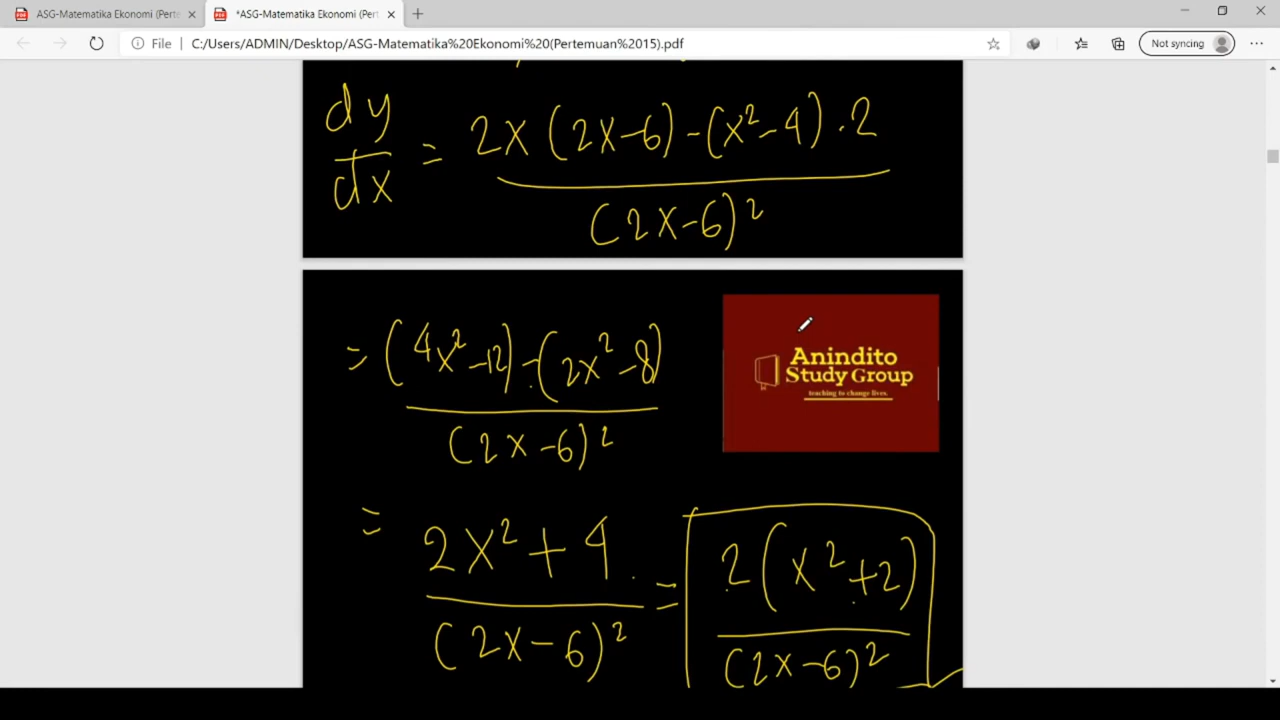 ASG-Matematika Ekonomi (Perte
*ASG-Matematika Ekonomi (Pert
File | C:/Users/ADMIN/Desktop/ASG-Matematika%20Ekonomi%20(Pertemuan%2015).pdf
Not syncing
dy/dx = 2x(2x-6)-(x²-4).2
(2x-6)²
= (4x²-12)-(2x²-8)
(2x-6)²
Anindito
Study Group
teaching to change lives.
= 2x²+4 / (2x-6)² = 2(x²+2) / (2x-6)²